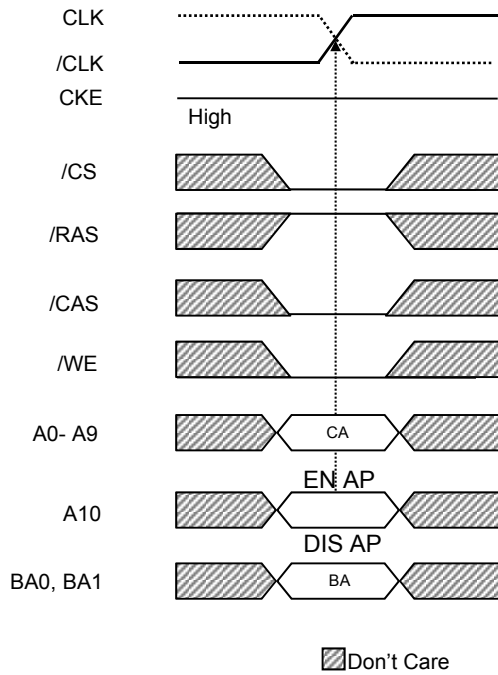 CLK
/CLK
CKE
High
/CS
/RAS
/CAS
/WE
A0- A9
CA
EN AP
A10
DIS AP
BA0, BA1
BA
Don't Care